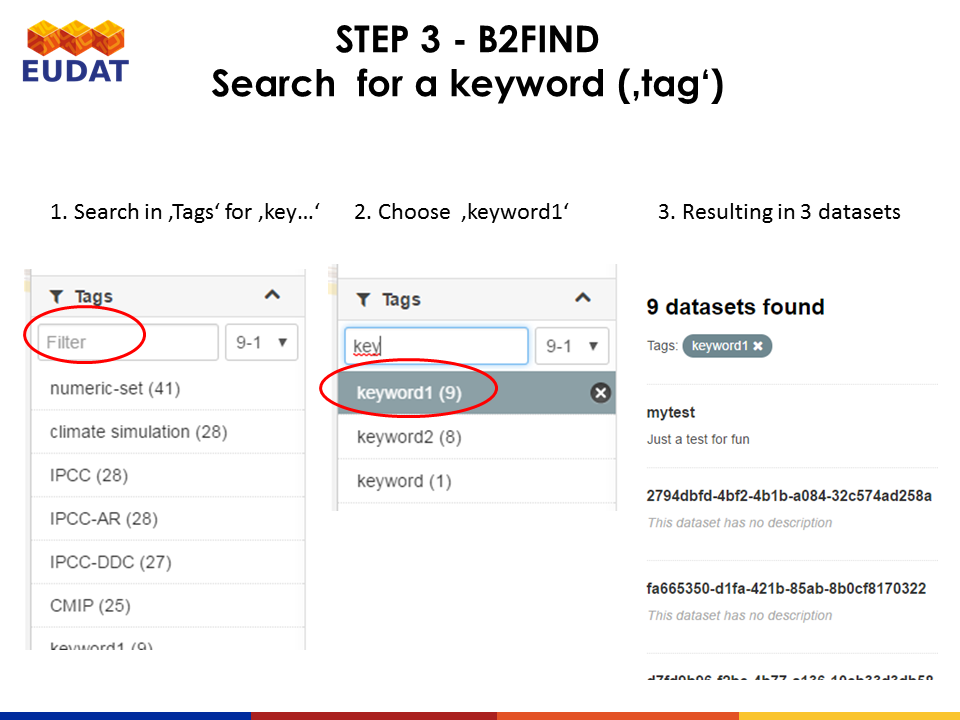 EUDAT
STEP 3 - B2FIND
Search for a keyword (‚tag‘)
1. Search in ‚Tags‘ for ‚key…‘
2. Choose ‚keyword1‘
3. Resulting in 3 datasets
Tags
Filter
9-1
numeric-set (41)
climate simulation (28)
IPCC (28)
IPCC-AR (28)
IPCC-DDC (27)
CMIP (25)
keyword1 (9)
Tags
key
9-1
keyword1 (9)
keyword2 (8)
keyword (1)
9 datasets found
Tags: keyword1
mytest
Just a test for fun
2794dbfd-4bf2-4b1b-a084-32c574ad258a
This dataset has no description
fa665350-d1fa-421b-85ab-8b0cf8170322
This dataset has no description